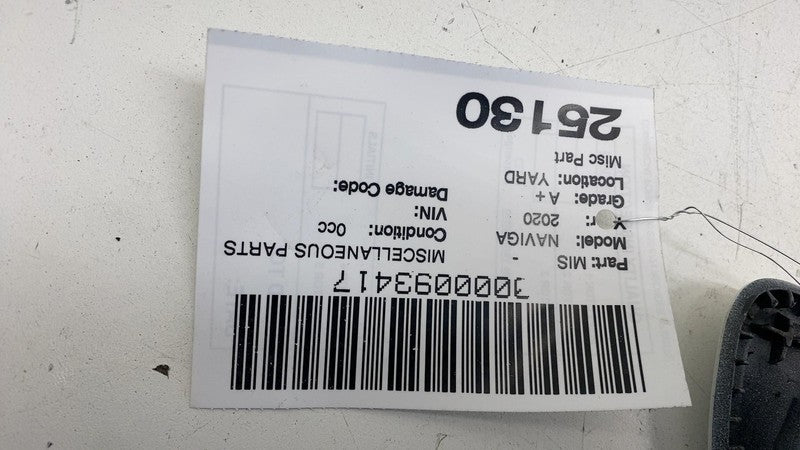 3000093417
Part: MIS - MISCELLANEOUS PARTS
Model: NAVIGA Condition: 0cc
2020 VIN:
Grade: A + Damage Code:
Location: YARD
Misc Part
25130